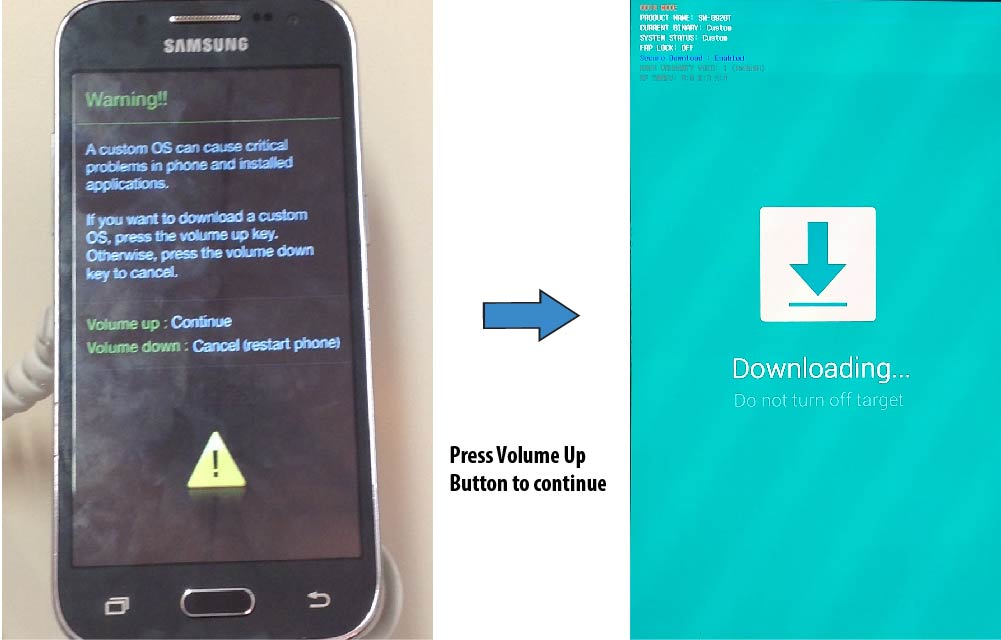 SAMSUNG
Warning!!
A custom OS can cause critical
problems in phone and installed
applications.
If you want to download a custom
OS, press the volume up key.
Otherwise, press the volume down
key to cancel.
Volume up : Continue
Volume down : Cancel (restart phone)
Press Volume Up
Button to continue
ODIN MODE
PRODUCT NAME: SM-G920T
CURRENT BINARY: Custom
SYSTEM STATUS: Custom
FRP LOCK: OFF
Secure Download : Enabled
Downloading...
Do not turn off target